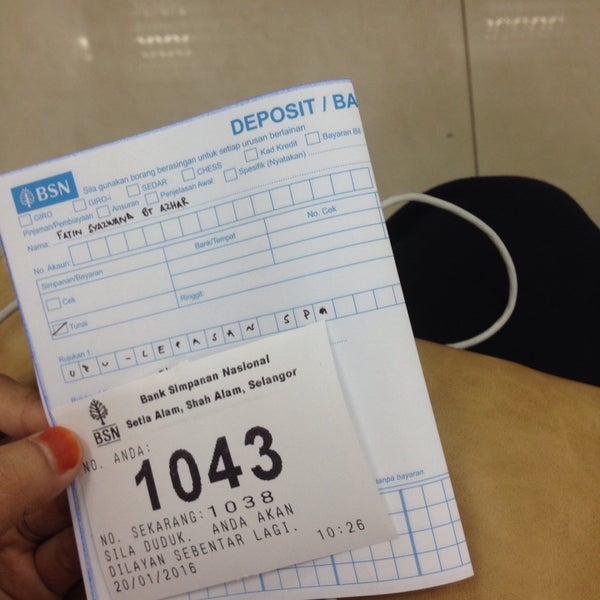 DEPOSIT / BA
BSN
Sila gunakan borang berasingan untuk setiap urusan berlainan
GIRO GIRO-i SEDAR CHESS Kad Kredit Bayaran Bil
Pinjaman/Pembiayaan Ansuran Penjelasan Awal Spesifik (Nyatakan)
Nama: FATIN SYAZWANA BT AZHAR
No. Akaun:
Simpanan/Bayaran Bank/Tempat No. Cek
Cek
Tunai Ringgit:
Rujukan 1:
UPU-LEPASAN SPM
tanpa bayaran
Bank Simpanan Nasional
Setia Alam, Shah Alam, Selangor
BSN
NO. ANDA:
1043
NO. SEKARANG: 1038
SILA DUDUK. ANDA AKAN
DILAYAN SEBENTAR LAGI.
20/01/2016 10:26